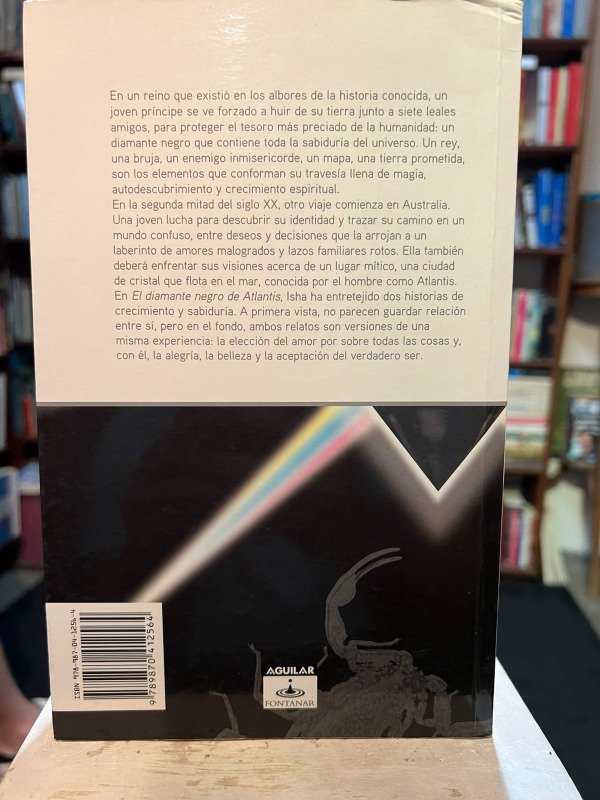 En un reino que existió en los albores de la historia conocida, un
joven príncipe se ve forzado a huir de su tierra junto a siete leales
amigos, para proteger el tesoro más preciado de la humanidad: un
diamante negro que contiene toda la sabiduría del universo. Un rey,
una bruja, un enemigo inmisericorde, un mapa, una tierra prometida,
son los elementos que conforman su travesía llena de magia,
autodescubrimiento y crecimiento espiritual.
En la segunda mitad del siglo XX, otro viaje comienza en Australia.
Una joven lucha para descubrir su identidad y trazar su camino en un
mundo confuso, entre deseos y decisiones que la arrojan a un
laberinto de amores malogrados y lazos familiares rotos. Ella también
deberá enfrentar sus visiones acerca de un lugar mítico, una ciudad
de cristal que flota en el mar, conocida por el hombre como Atlantis.
En El diamante negro de Atlantis, Isha ha entretejido dos historias de
crecimiento y sabiduría. A primera vista, no parecen guardar relación
entre sí, pero en el fondo, ambos relatos son versiones de una
misma experiencia: la elección del amor por sobre todas las cosas y,
con él, la alegría, la belleza y la aceptación del verdadero ser.
ISBN 978-987-04-1256-4
9789870412564
AGUILAR
FONTANAR